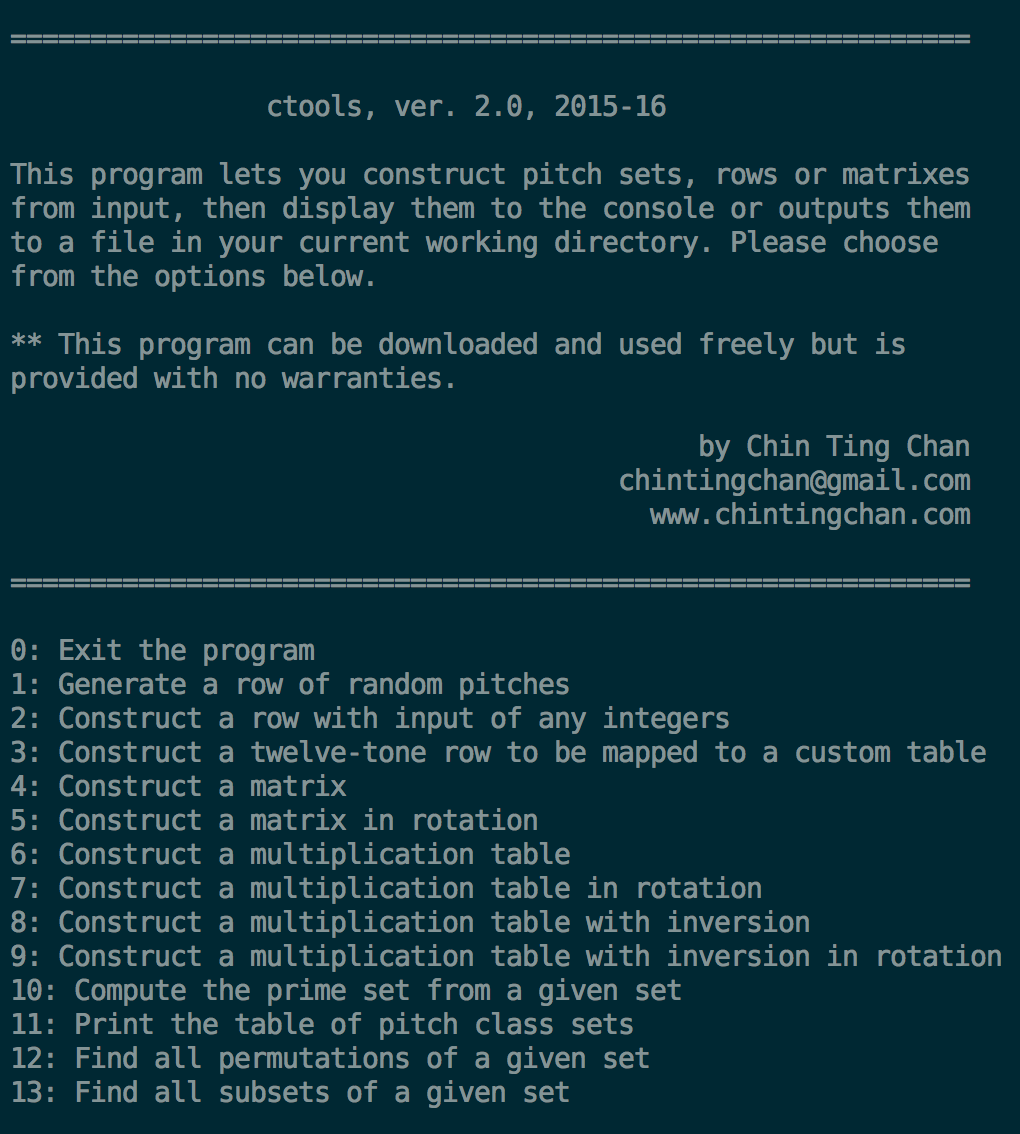 ============================================================
ctools, ver. 2.0, 2015-16
This program lets you construct pitch sets, rows or matrixes
from input, then display them to the console or outputs them
to a file in your current working directory. Please choose
from the options below.
** This program can be downloaded and used freely but is
provided with no warranties.
by Chin Ting Chan
chintingchan@gmail.com
www.chintingchan.com
============================================================
0: Exit the program
1: Generate a row of random pitches
2: Construct a row with input of any integers
3: Construct a twelve-tone row to be mapped to a custom table
4: Construct a matrix
5: Construct a matrix in rotation
6: Construct a multiplication table
7: Construct a multiplication table in rotation
8: Construct a multiplication table with inversion
9: Construct a multiplication table with inversion in rotation
10: Compute the prime set from a given set
11: Print the table of pitch class sets
12: Find all permutations of a given set
13: Find all subsets of a given set